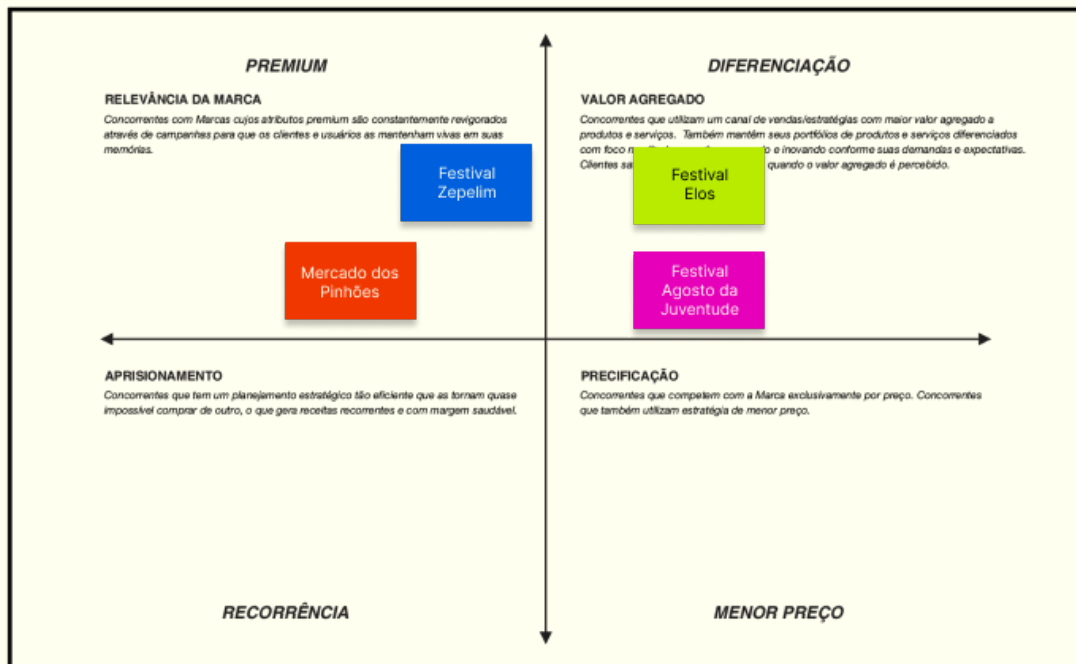 PREMIUM
DIFERENCIAÇÃO
RELEVÂNCIA DA MARCA
Concorrentes com Marcas cujos atributos premium são constantemente revigorados
através de campanhas para que os clientes e usuários as mantenham vivas em suas
memórias.
VALOR AGREGADO
Concorrentes que utilizam um canal de vendas/estratégias com maior valor agregado a
produtos e serviços. Também mantêm seus portfólios de produtos e serviços diferenciados
com foco e inovando conforme suas demandas e expectativas.
Clientes quando o valor agregado é percebido.
Festival
Zepelim
Festival
Elos
Mercado dos
Pinhões
Festival
Agosto da
Juventude
APRISIONAMENTO
Concorrentes que tem um planejamento estratégico tão eficiente que as tornam quase
impossível comprar de outro, o que gera receitas recorrentes e com margem saudável.
PRECIFICAÇÃO
Concorrentes que competem com a Marca exclusivamente por preço. Concorrentes
que também utilizam estratégia de menor preço.
RECORRÊNCIA
MENOR PREÇO